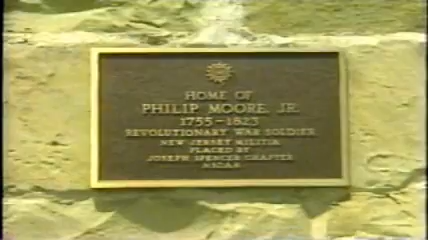 HOME OF
PHILIP MOORE, JR.
1755-1823
REVOLUTIONARY WAR SOLDIER
NEW JERSEY MILITIA
PLACED BY
JOSEPH SPENCER CHAPTER
NSDAR